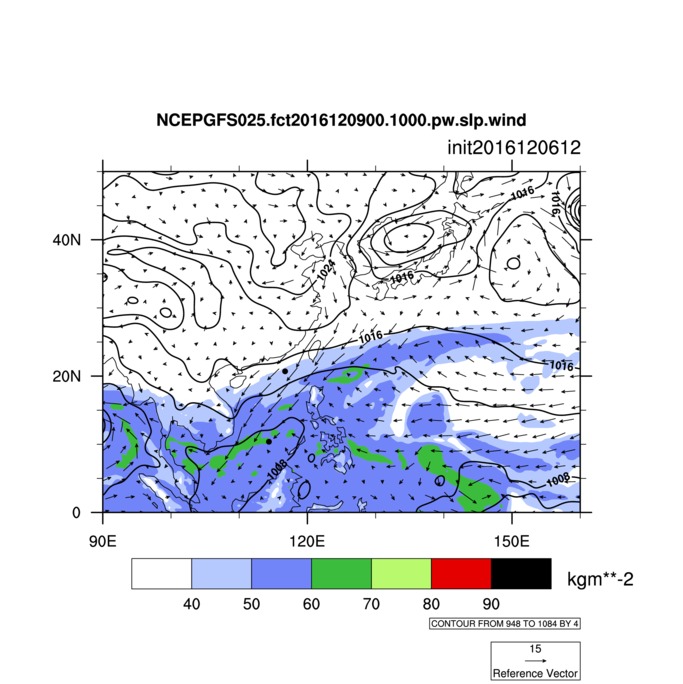 NCEPGFS025.fct2016120900.1000.pw.slp.wind
init2016120612
1016
1016
40N
1024
1016
1016
1016
20N
1008
1008
0
90E 120E 150E
40 50 60 70 80 90 kgm**-2
CONTOUR FROM 948 TO 1084 BY 4
15
Reference Vector